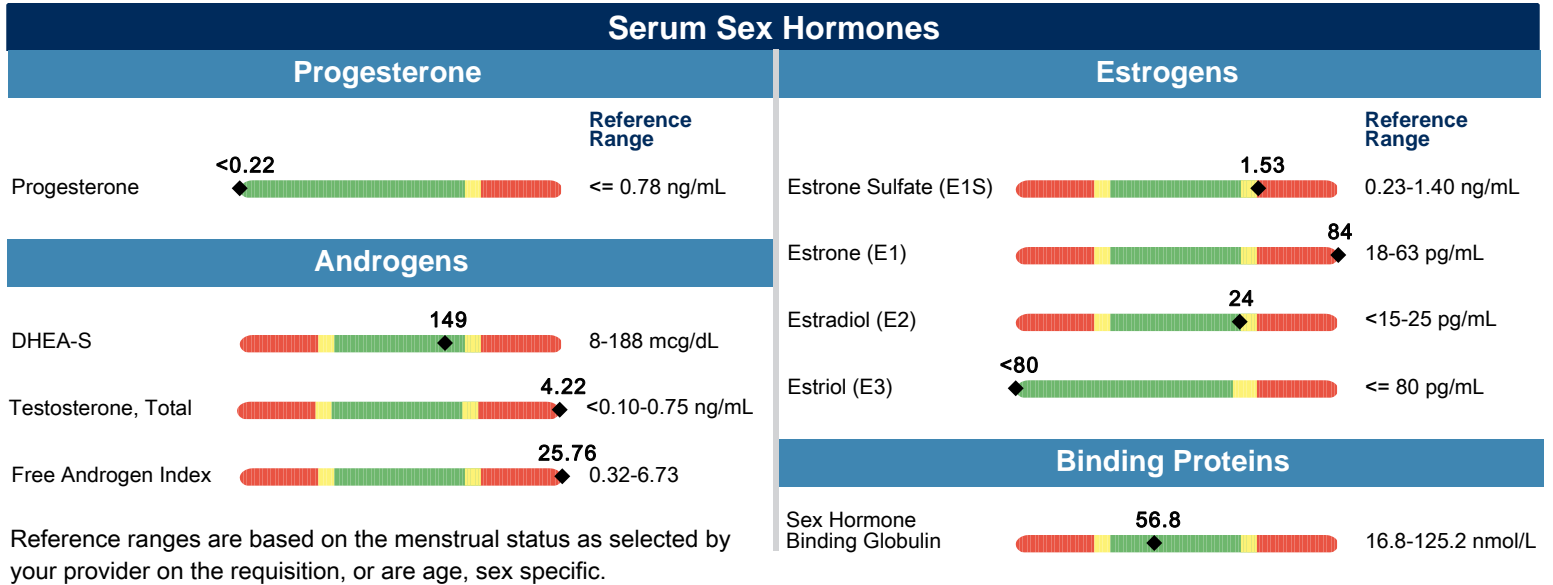 Serum Sex Hormones
Progesterone
Reference
Range
<0.22
Progesterone
<= 0.78 ng/mL
Androgens
149
DHEA-S
8-188 mcg/dL
4.22
Testosterone, Total
<0.10-0.75 ng/mL
25.76
Free Androgen Index
0.32-6.73
Reference ranges are based on the menstrual status as selected by
your provider on the requisition, or are age, sex specific.
Estrogens
Reference
Range
1.53
Estrone Sulfate (E1S)
0.23-1.40 ng/mL
84
Estrone (E1)
18-63 pg/mL
24
Estradiol (E2)
<15-25 pg/mL
<80
Estriol (E3)
<= 80 pg/mL
Binding Proteins
Sex Hormone
Binding Globulin
56.8
16.8-125.2 nmol/L